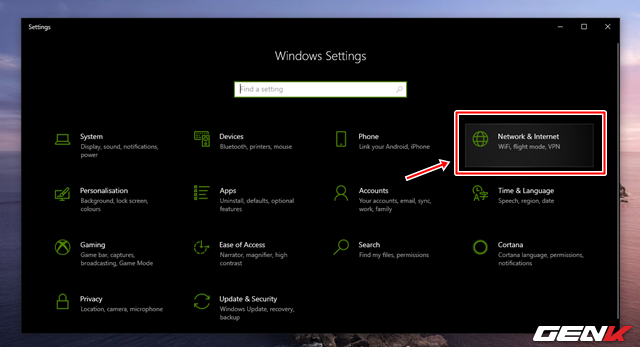 Settings
Windows Settings
Find a setting
System
Display, sound, notifications,
power
Devices
Bluetooth, printers, mouse
Phone
Link your Android, iPhone
Network & Internet
WiFi, flight mode, VPN
Personalisation
Background, lock screen,
colours
Apps
Uninstall, defaults, optional
features
Accounts
Your accounts, email, sync,
work, family
Time & Language
Speech, region, date
Gaming
Game bar, captures,
broadcasting, Game Mode
Ease of Access
Narrator, magnifier, high
contrast
Search
Find my files, permissions
Cortana
Cortana language, permissions,
notifications
Privacy
Location, camera, microphone
Update & Security
Windows Update, recovery,
backup
GENK